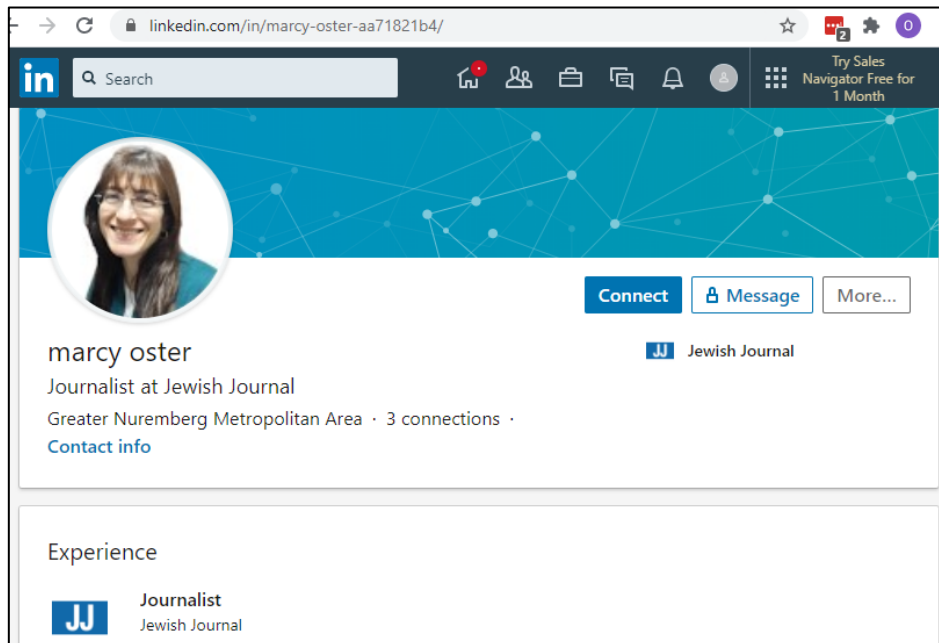 linkedin.com/in/marcy-oster-aa71821b4/
2
O
in
Search
Try Sales
Navigator Free for
1 Month
Connect
Message
More...
marcy oster
JJ Jewish Journal
Journalist at Jewish Journal
Greater Nuremberg Metropolitan Area · 3 connections ·
Contact info
Experience
Journalist
JJ
Jewish Journal